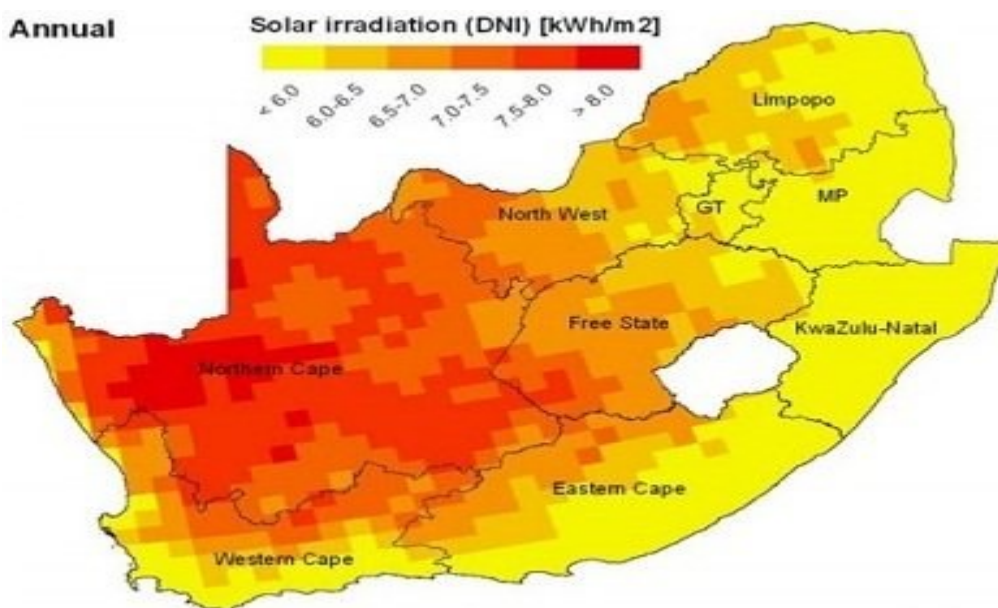 Annual
Solar irradiation (DNI) [kWh/m2]
< 6.0
6.0-6.5
6.5-7.0
7.0-7.5
7.5-8.0
> 8.0
Limpopo
MP
GT
North West
Free State
KwaZulu-Natal
Northern Cape
Eastern Cape
Western Cape